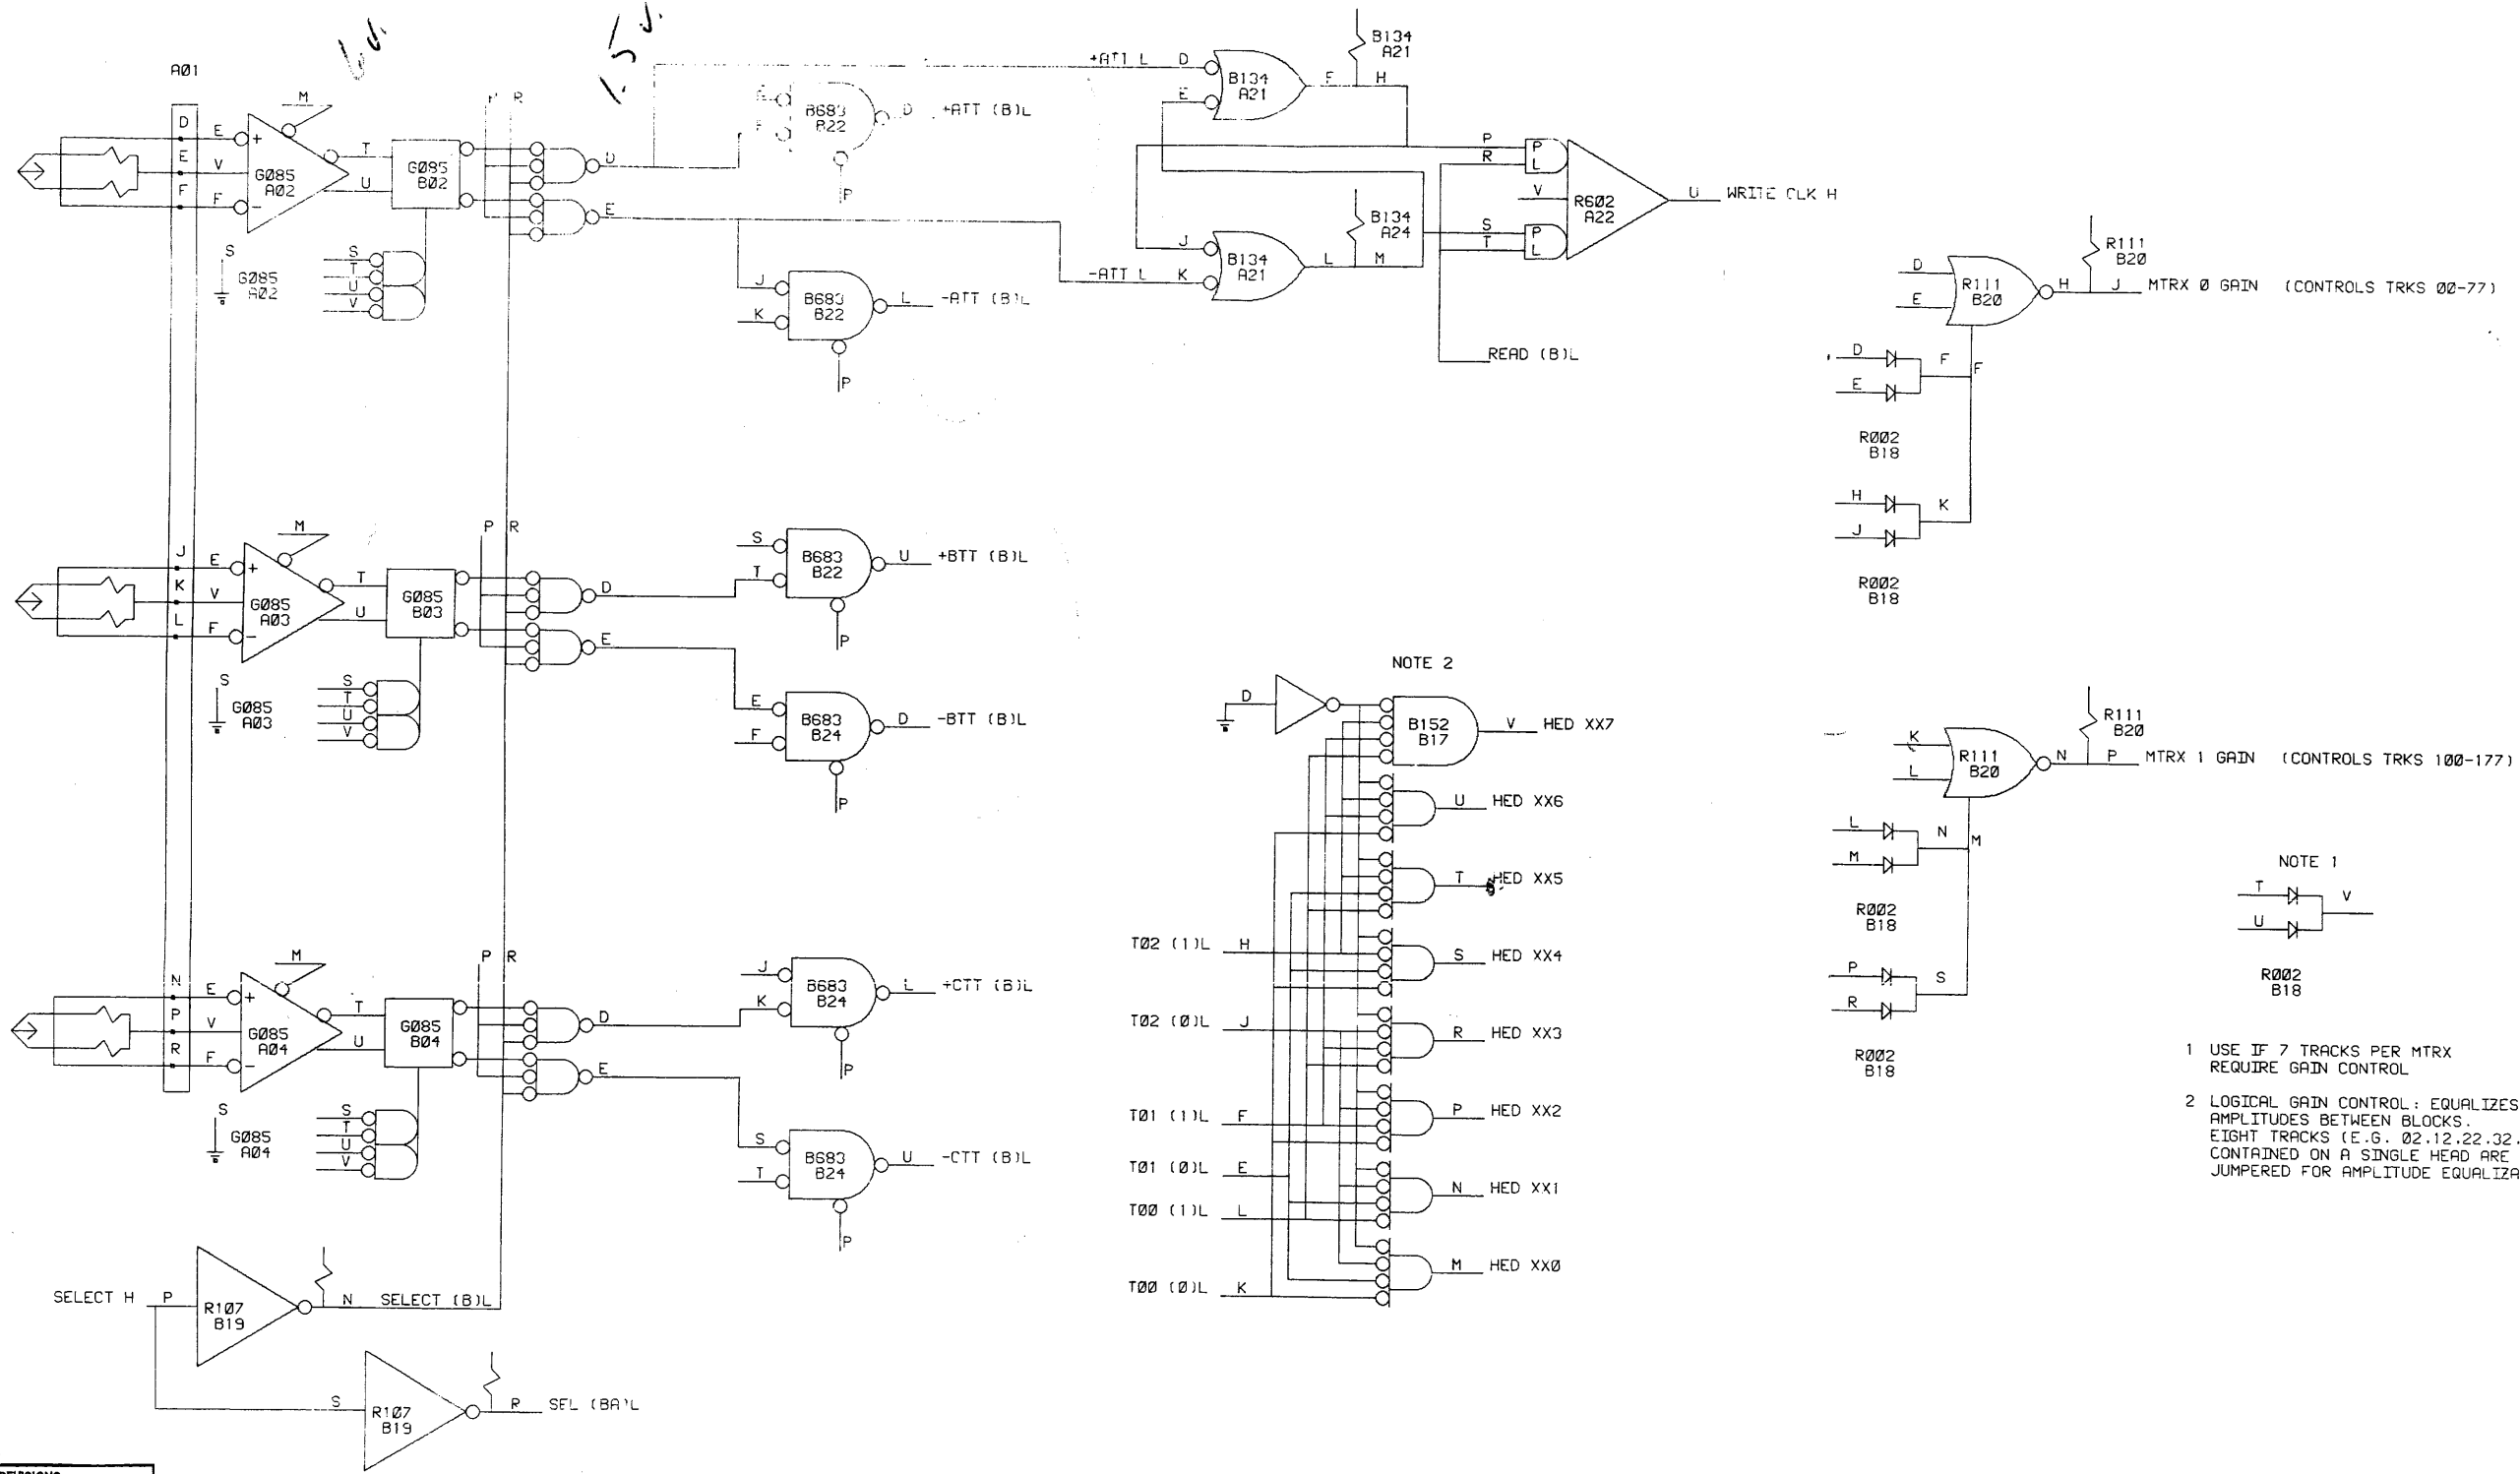 A01
D
E
F
E
V
F
M
+
-
G085
A02
T
U
G085
B02
S
G085
A02
S
T
U
V
R
D
E
B683
B22
D +ATT (B)L
P
J
K
B683
B22
L -ATT (B)L
P
+ATT L D
E
B134
A21
F H
B134
A21
J
-ATT L K
B134
A21
L M
B134
A24
P
R
V
S
T
P
L
P
L
R602
A22
U WRITE CLK H
READ (B)L
D
E
R111
B20
H J MTRX 0 GAIN (CONTROLS TRKS 00-77)
R111
B20
D
E
F
F
R002
B18
H
J
K
R002
B18
J
K
L
E
V
F
M
+
-
G085
A03
T
U
G085
B03
S
G085
A03
S
T
U
V
P R
D
E
S
T
B683
B22
U +BTT (B)L
P
E
F
B683
B24
D -BTT (B)L
P
NOTE 2
D
B152
B17
V HED XX7
U HED XX6
T HED XX5
S HED XX4
R HED XX3
P HED XX2
N HED XX1
M HED XX0
T02 (1)L H
T02 (0)L J
T01 (1)L F
T01 (0)L E
T00 (1)L L
T00 (0)L K
K
L
R111
B20
N P MTRX 1 GAIN (CONTROLS TRKS 100-177)
R111
B20
L
M
N
M
R002
B18
P
R
S
R002
B18
NOTE 1
T
U
V
R002
B18
1 USE IF 7 TRACKS PER MTRX
REQUIRE GAIN CONTROL
2 LOGICAL GAIN CONTROL: EQUALIZES
AMPLITUDES BETWEEN BLOCKS.
EIGHT TRACKS (E.G. 02.12.22.32.
CONTAINED ON A SINGLE HEAD ARE
JUMPERED FOR AMPLITUDE EQUALIZA
N
P
R
E
V
F
M
+
-
G085
A04
T
U
G085
B04
S
G085
A04
S
T
U
V
P R
D
E
J
K
B683
B24
L +CTT (B)L
P
S
T
B683
B24
U -CTT (B)L
P
SELECT H P
R107
B19
N SELECT (B)L
S
R107
B19
R SEL (BA)L